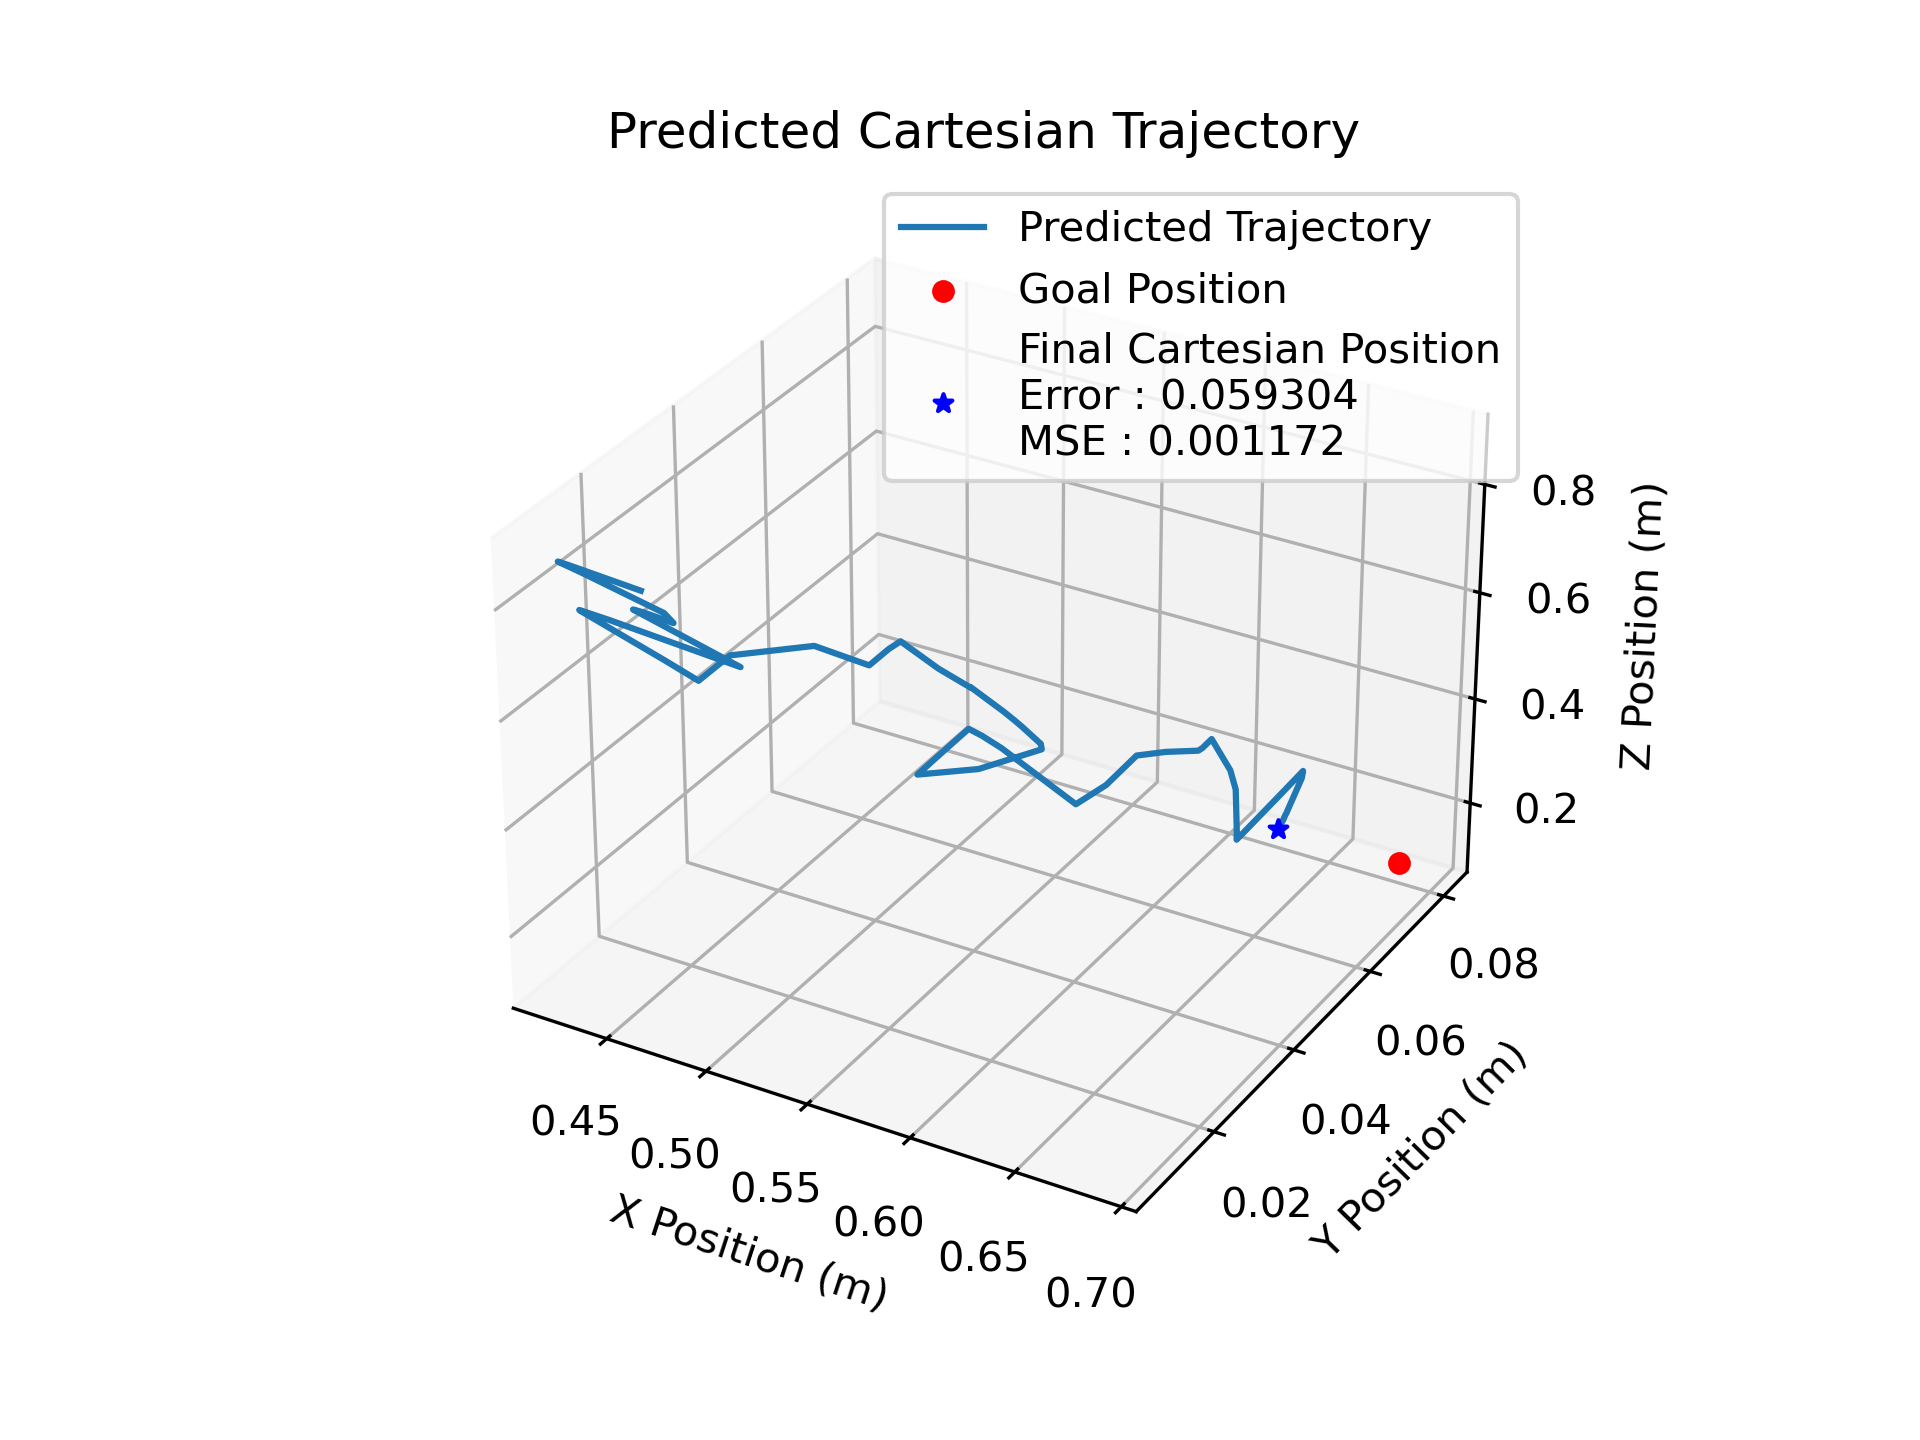 Predicted Cartesian Trajectory
Predicted Trajectory
Goal Position
Final Cartesian Position
Error : 0.059304
MSE : 0.001172
0.8
0.6
0.4
0.2
Z Position (m)
0.08
0.06
0.04
0.02
Y Position (m)
0.45
0.50
0.55
0.60
0.65
0.70
X Position (m)